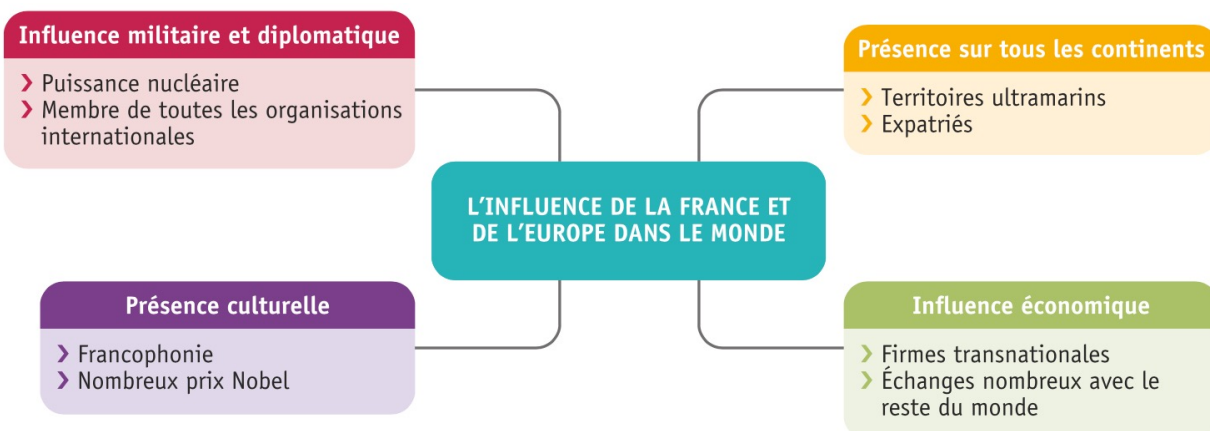 Influence militaire et diplomatique
❯ Puissance nucléaire
❯ Membre de toutes les organisations
internationales
Présence sur tous les continents
❯ Territoires ultramarins
❯ Expatriés
L'INFLUENCE DE LA FRANCE ET
DE L'EUROPE DANS LE MONDE
Présence culturelle
❯ Francophonie
❯ Nombreux prix Nobel
Influence économique
❯ Firmes transnationales
❯ Échanges nombreux avec le
reste du monde